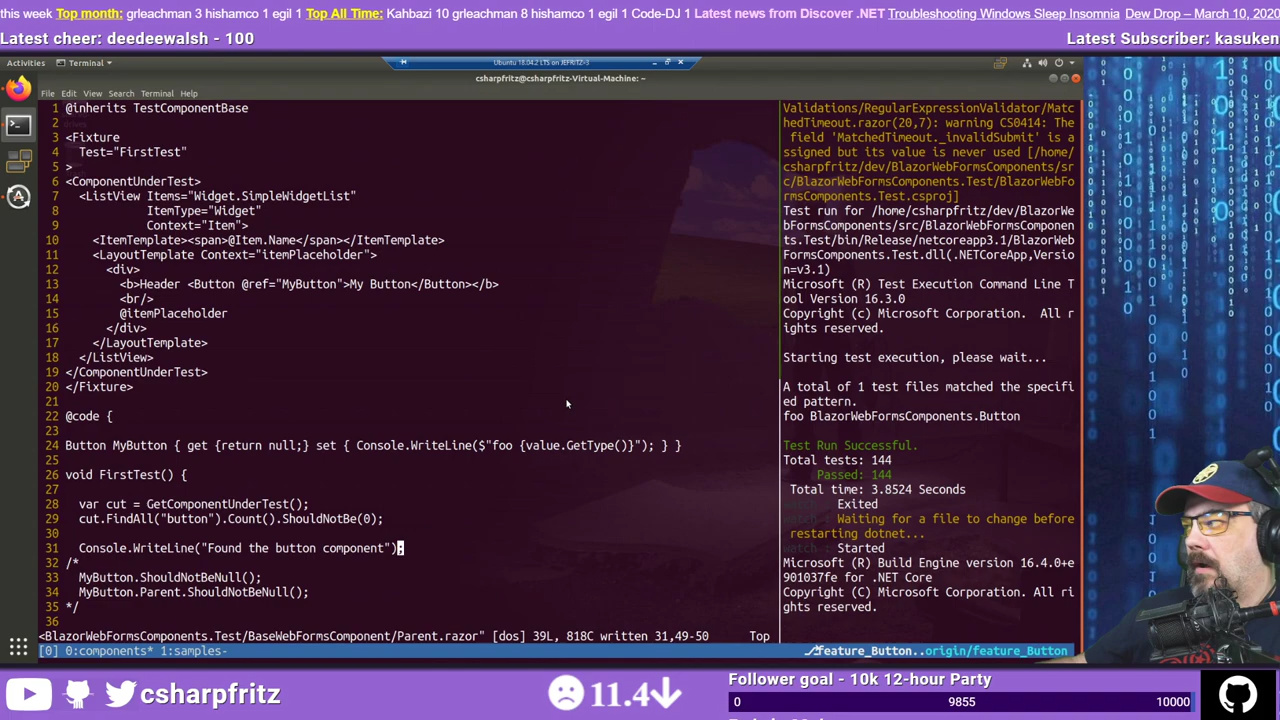 this week Top month: grleachman 3 hishamco 1 egil 1 Top All Time: Kahbazi 10 grleachman 8 hishamco 1 egil 1 Code-DJ 1 Latest news from Discover .NET Troubleshooting Windows Sleep Insomnia Dew Drop – March 10, 2020
Latest cheer: deedeewalsh - 100
Latest Subscriber: kasuken
Activities
Terminal
Ubuntu 18.04.2 LTS on JEFRITZ-3
csharpfritz@csharpfritz-Virtual-Machine: ~
File Edit View Search Terminal Help
1 @inherits TestComponentBase
2
3 <Fixture
4   Test="FirstTest"
5 >
6 <ComponentUnderTest>
7   <ListView Items="Widget.SimpleWidgetList"
8             ItemType="Widget"
9             Context="Item">
10     <ItemTemplate><span>@Item.Name</span></ItemTemplate>
11     <LayoutTemplate Context="itemPlaceholder">
12       <div>
13         <b>Header <Button @ref="MyButton">My Button</Button></b>
14         <br/>
15         @itemPlaceholder
16       </div>
17     </LayoutTemplate>
18   </ListView>
19 </ComponentUnderTest>
20 </Fixture>
21
22 @code {
23
24 Button MyButton { get {return null;} set { Console.WriteLine($"foo {value.GetType()}"); } }
25
26 void FirstTest() {
27
28   var cut = GetComponentUnderTest();
29   cut.FindAll("button").Count().ShouldNotBe(0);
30
31   Console.WriteLine("Found the button component");
32 /*
33   MyButton.ShouldNotBeNull();
34   MyButton.Parent.ShouldNotBeNull();
35 */
36
<BlazorWebFormsComponents.Test/BaseWebFormsComponent/Parent.razor" [dos] 39L, 818C written 31,49-50 Top
Validations/RegularExpressionValidator/Matc
hedTimeout.razor(20,7): warning CS0414: The
field 'MatchedTimeout._invalidSubmit' is a
ssigned but its value is never used [/home/
csharpfritz/dev/BlazorWebFormsComponents/sr
c/BlazorWebFormsComponents.Test/BlazorWebFo
rmsComponents.Test.csproj]
Test run for /home/csharpfritz/dev/BlazorWe
bFormsComponents/src/BlazorWebFormsComponen
ts.Test/bin/Release/netcoreapp3.1/BlazorWeb
FormsComponents.Test.dll(.NETCoreApp,Versio
n=v3.1)
Microsoft (R) Test Execution Command Line T
ool Version 16.3.0
Copyright (c) Microsoft Corporation.  All r
ights reserved.
Starting test execution, please wait...
A total of 1 test files matched the specifi
ed pattern.
foo BlazorWebFormsComponents.Button
Test Run Successful.
Total tests: 144
Passed: 144
Total time: 3.8524 Seconds
watch : Exited
watch : Waiting for a file to change before
restarting dotnet...
watch : Started
Microsoft (R) Build Engine version 16.4.0+e
901037fe for .NET Core
Copyright (C) Microsoft Corporation. All ri
ghts reserved.
[0] 0:components* 1:samples-
feature_Button..origin/feature_Button
csharpfritz
11.4
Follower goal - 10k 12-hour Party
0 9855 10000